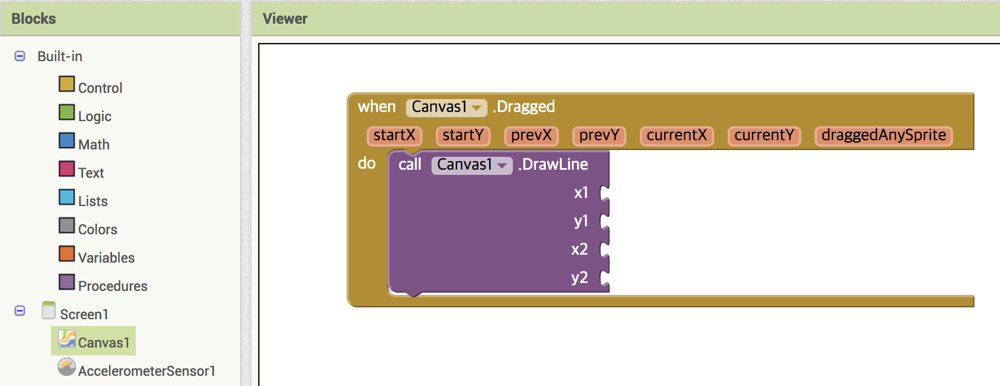 Blocks
Built-in
Control
Logic
Math
Text
Lists
Colors
Variables
Procedures
Screen1
Canvas1
AccelerometerSensor1
Viewer
when Canvas1 .Dragged
startX startY prevX prevY currentX currentY draggedAnySprite
do call Canvas1 .DrawLine
x1
y1
x2
y2